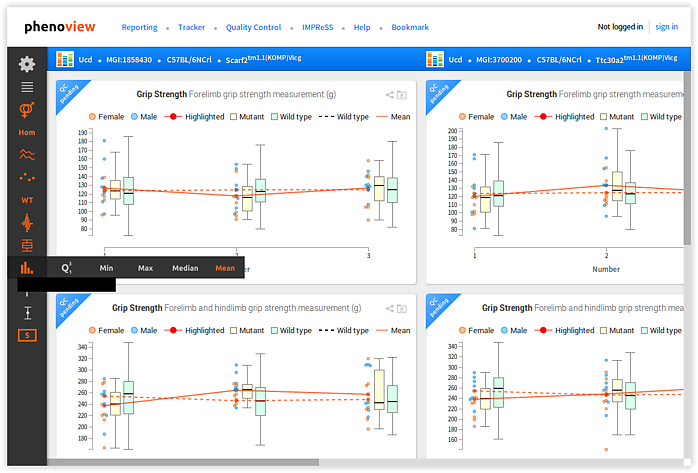 phenoview Reporting Tracker Quality Control IMPReSS Help Bookmark Not logged in sign in
Ucd • MGI:1858430 • C57BL/6NCrl • Scarf2tm1.1(KOMP)Vlcg Ucd • MGI:3700200 • C57BL/6NCrl • Ttc30a2tm1.1(KOMP)Vlcg
QC pending Grip Strength Forelimb grip strength measurement (g) QC pending Grip Strength Forelimb grip strength measurement (g)
Female Male Highlighted Mutant Wild type Wild type Mean Female Male Highlighted Mutant Wild type
Hom
WT
190 200
180 190
170 180
160 170
150 160
140 150
130 140
120 130
110 120
100 110
90 100
80 90
80
1 2 3 1 2
Number
Q 3 1 Min Max Median Mean
S
QC pending Grip Strength Forelimb and hindlimb grip strength measurement (g) QC pending Grip Strength Forelimb and hindlimb grip strength measurement
Female Male Highlighted Mutant Wild type Wild type Mean Female Male Highlighted Mutant Wild type
340 340
320 320
300 300
280 280
260 260
240 240
220 220
200 200
180 180
160 160
140